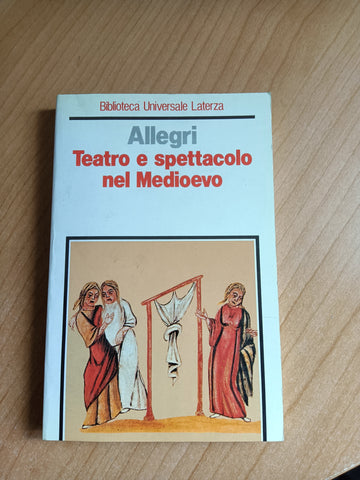 Biblioteca Universale Laterza
Allegri
Teatro e spettacolo
nel Medioevo